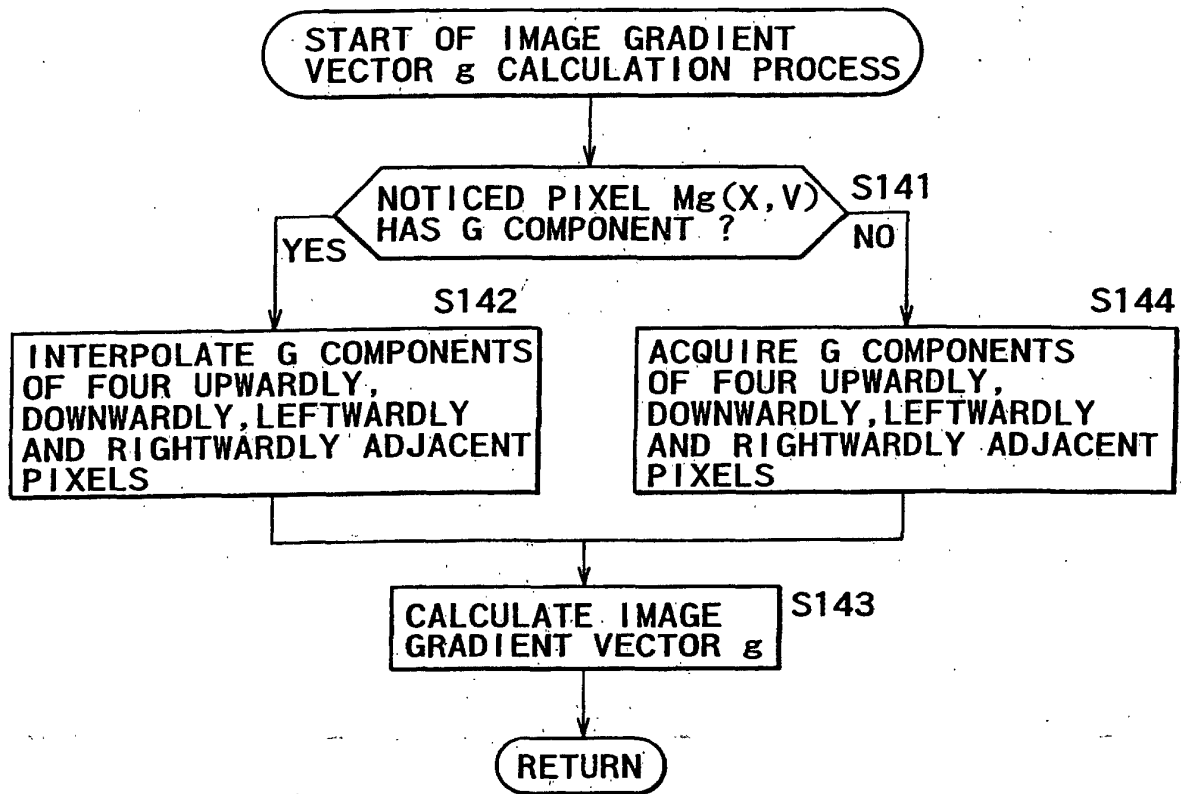 START OF IMAGE GRADIENT
VECTOR g CALCULATION PROCESS
NOTICED PIXEL Mg(X,V)
HAS G COMPONENT ?
S141
YES
NO
S142
INTERPOLATE G COMPONENTS
OF FOUR UPWARDLY,
DOWNWARDLY,LEFTWARDLY
AND RIGHTWARDLY ADJACENT
PIXELS
S144
ACQUIRE G COMPONENTS
OF FOUR UPWARDLY,
DOWNWARDLY,LEFTWARDLY
AND RIGHTWARDLY ADJACENT
PIXELS
CALCULATE IMAGE
GRADIENT VECTOR g
S143
RETURN